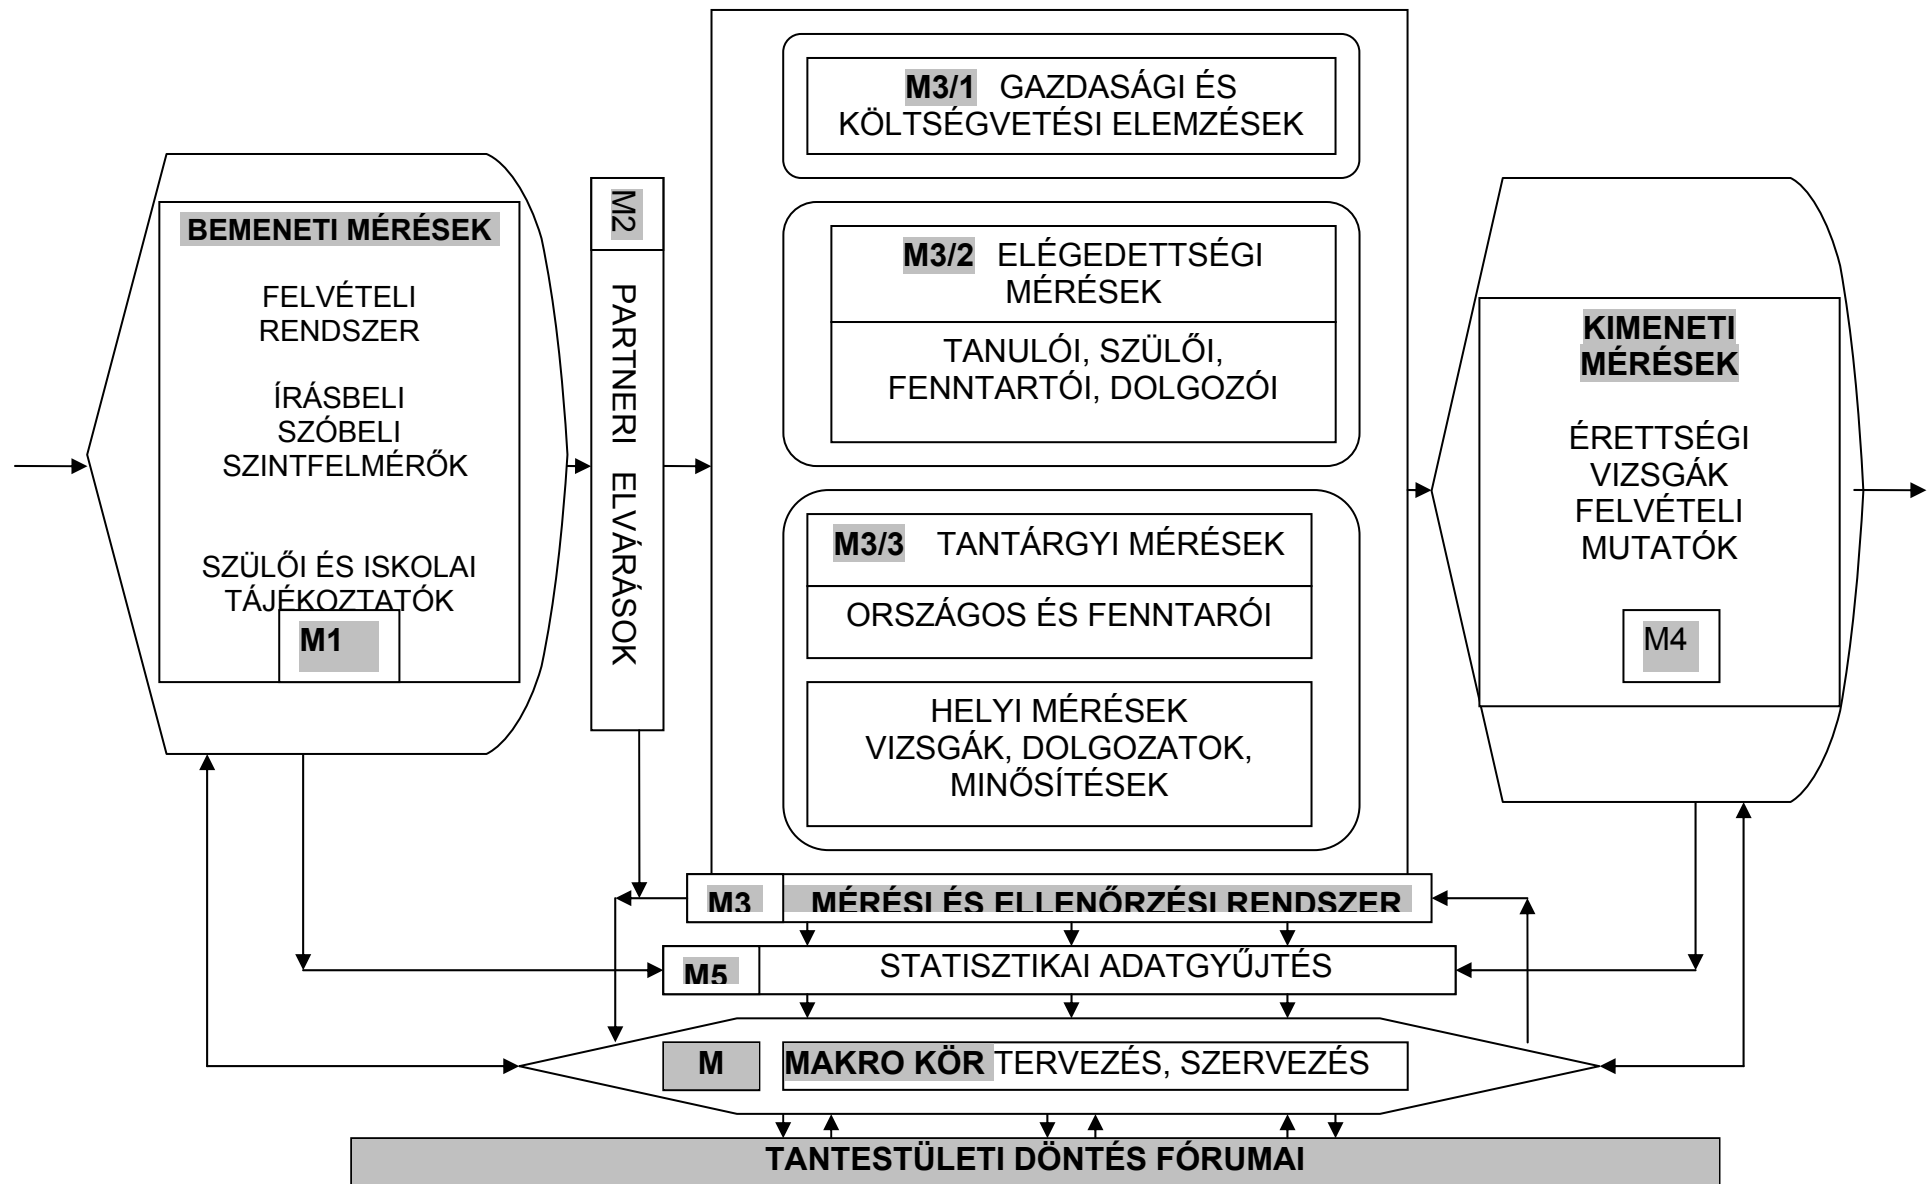 BEMENETI MÉRÉSEK
FELVÉTELI
RENDSZER
ÍRÁSBELI
SZÓBELI
SZINTFELMÉRŐK
SZÜLŐI ÉS ISKOLAI
TÁJÉKOZTATÓK
M1
M2
PARTNERI ELVÁRÁSOK
M3/1 GAZDASÁGI ÉS
KÖLTSÉGVETÉSI ELEMZÉSEK
M3/2 ELÉGEDETTSÉGI
MÉRÉSEK
TANULÓI, SZÜLŐI,
FENNTARTÓI, DOLGOZÓI
M3/3 TANTÁRGYI MÉRÉSEK
ORSZÁGOS ÉS FENNTARÓI
HELYI MÉRÉSEK
VIZSGÁK, DOLGOZATOK,
MINŐSÍTÉSEK
KIMENETI
MÉRÉSEK
ÉRETTSÉGI
VIZSGÁK
FELVÉTELI
MUTATÓK
M4
M3 MÉRÉSI ÉS ELLENŐRZÉSI RENDSZER
M5 STATISZTIKAI ADATGYŰJTÉS
M MAKRO KÖR TERVEZÉS, SZERVEZÉS
TANTESTÜLETI DÖNTÉS FÓRUMAI